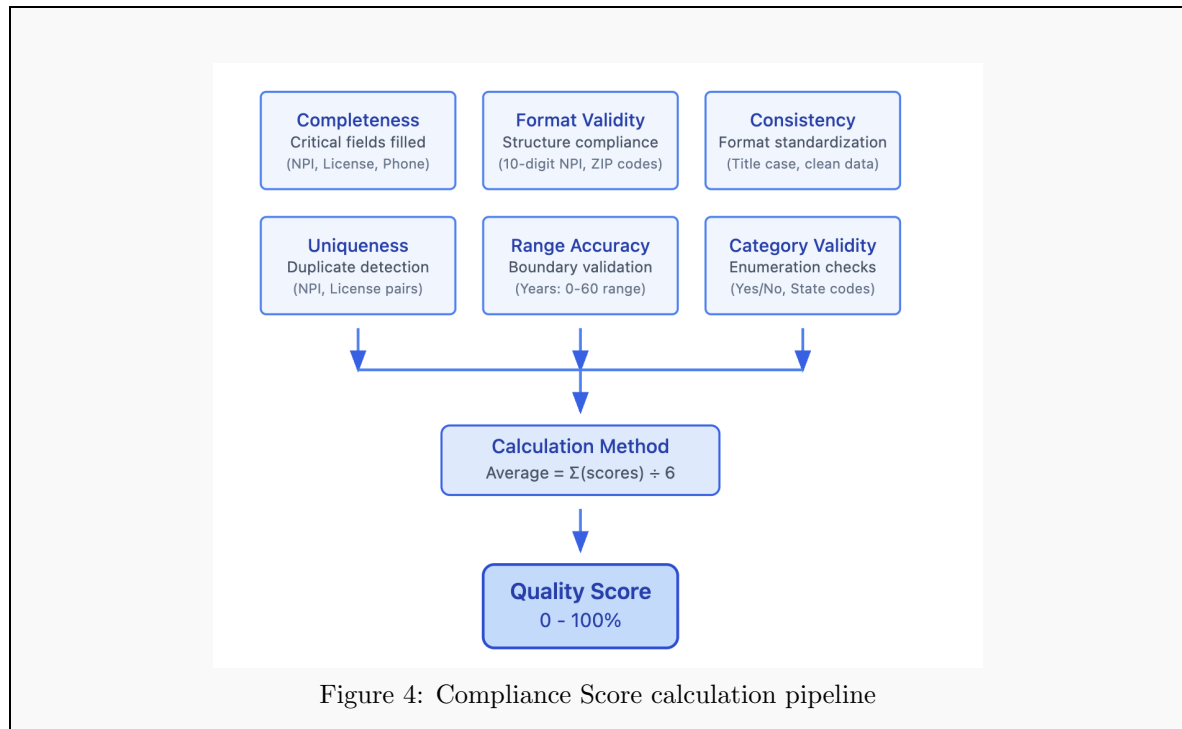 Completeness
Critical fields filled
(NPI, License, Phone)
Format Validity
Structure compliance
(10-digit NPI, ZIP codes)
Consistency
Format standardization
(Title case, clean data)
Uniqueness
Duplicate detection
(NPI, License pairs)
Range Accuracy
Boundary validation
(Years: 0-60 range)
Category Validity
Enumeration checks
(Yes/No, State codes)
Calculation Method
Average = Σ(scores) ÷ 6
Quality Score
0 - 100%
Figure 4: Compliance Score calculation pipeline